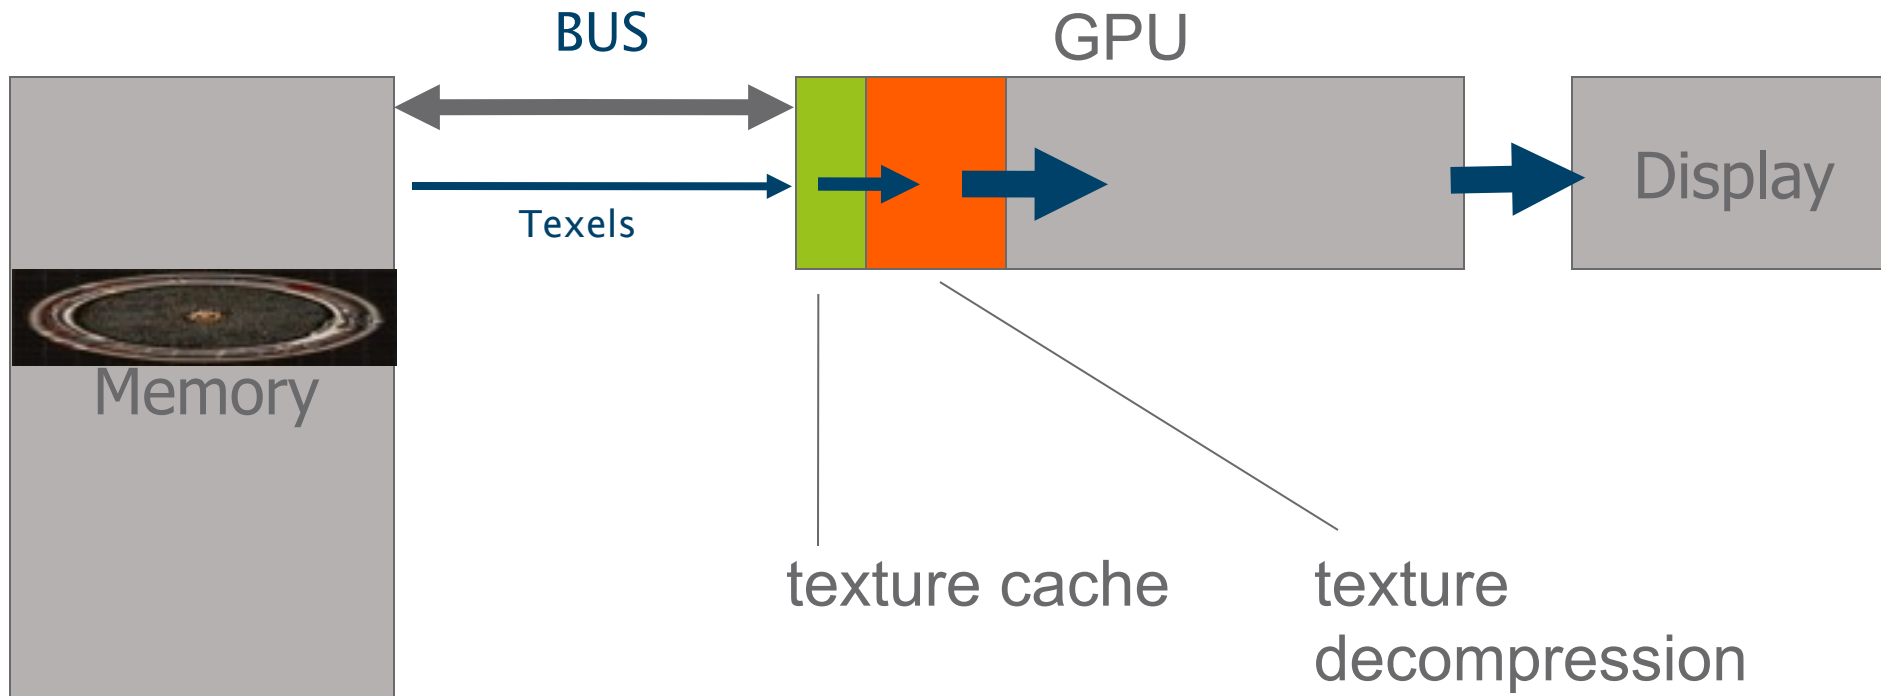 BUS
GPU
Texels
Display
Memory
texture cache
texture
decompression